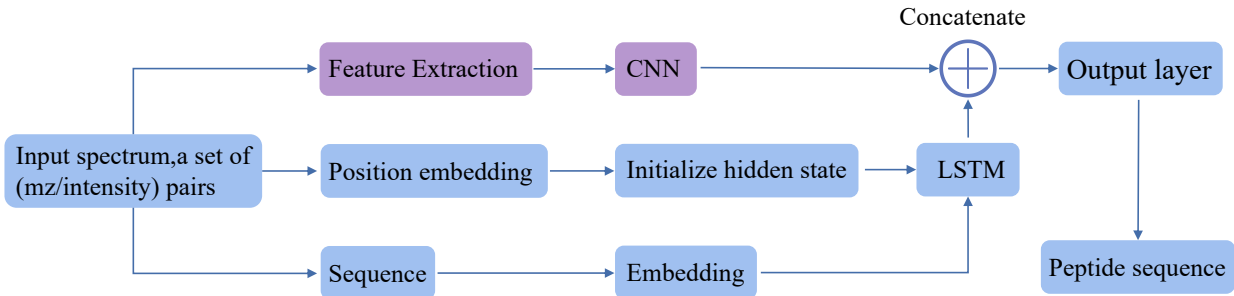 Concatenate
Feature Extraction
CNN
Output layer
Input spectrum,a set of
(mz/intensity) pairs
Position embedding
Initialize hidden state
LSTM
Sequence
Embedding
Peptide sequence